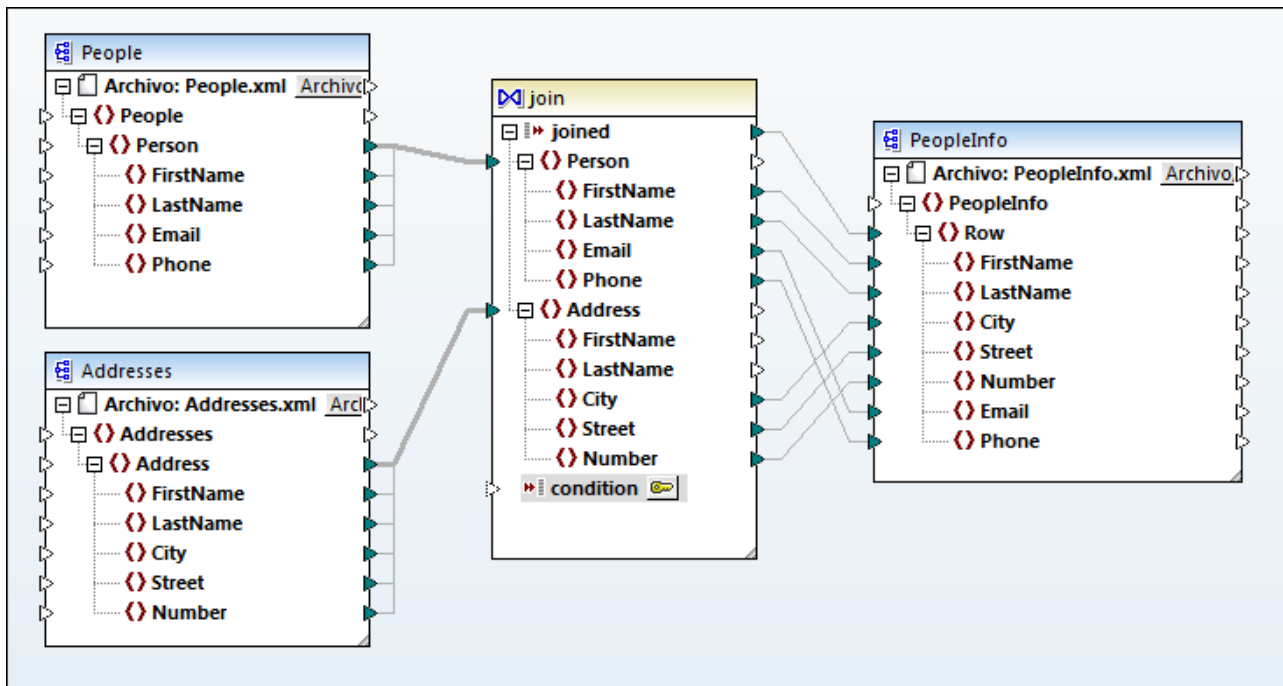 People
Archivo: People.xml Archivo
People
Person
FirstName
LastName
Email
Phone
Addresses
Archivo: Addresses.xml Arcl
Addresses
Address
FirstName
LastName
City
Street
Number
join
joined
Person
FirstName
LastName
Email
Phone
Address
FirstName
LastName
City
Street
Number
condition
PeopleInfo
Archivo: PeopleInfo.xml Archivo
PeopleInfo
Row
FirstName
LastName
City
Street
Number
Email
Phone